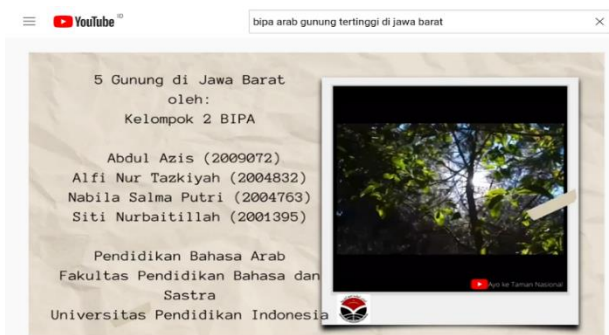 YouTube ID
bipa arab gunung tertinggi di jawa barat
5 Gunung di Jawa Barat
oleh:
Kelompok 2 BIPA
Abdul Azis (2009072)
Alfi Nur Tazkiyah (2004832)
Nabila Salma Putri (2004763)
Siti Nurbaitillah (2001395)
Pendidikan Bahasa Arab
Fakultas Pendidikan Bahasa dan
Sastra
Universitas Pendidikan Indonesia
Ayo ke Taman Nasional